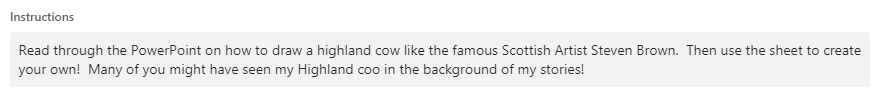 Instructions
Read through the PowerPoint on how to draw a highland cow like the famous Scottish Artist Steven Brown.  Then use the sheet to create
your own!  Many of you might have seen my Highland coo in the background of my stories!